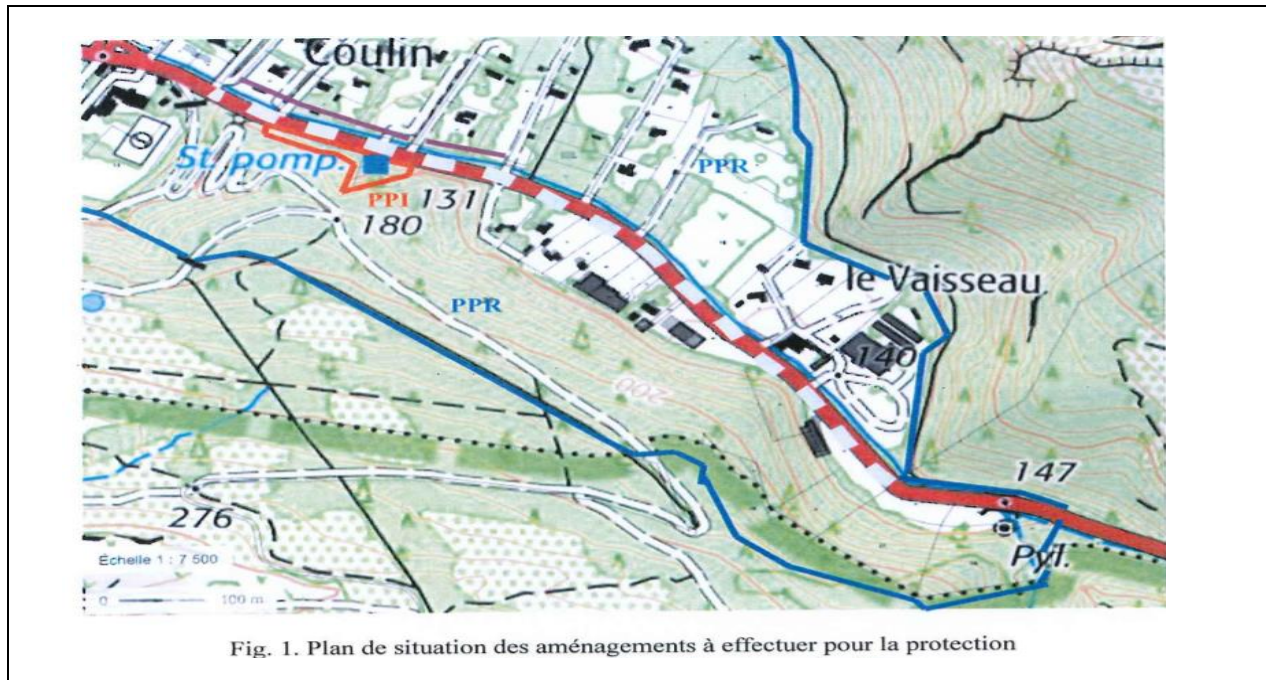 Coulin
St. pomp.
PPR
PPI
131
180
le Vaisseau
PPR
140
200
147
276
Pyl.
Échelle 1 : 7 500
0 100 m
Fig. 1. Plan de situation des aménagements à effectuer pour la protection